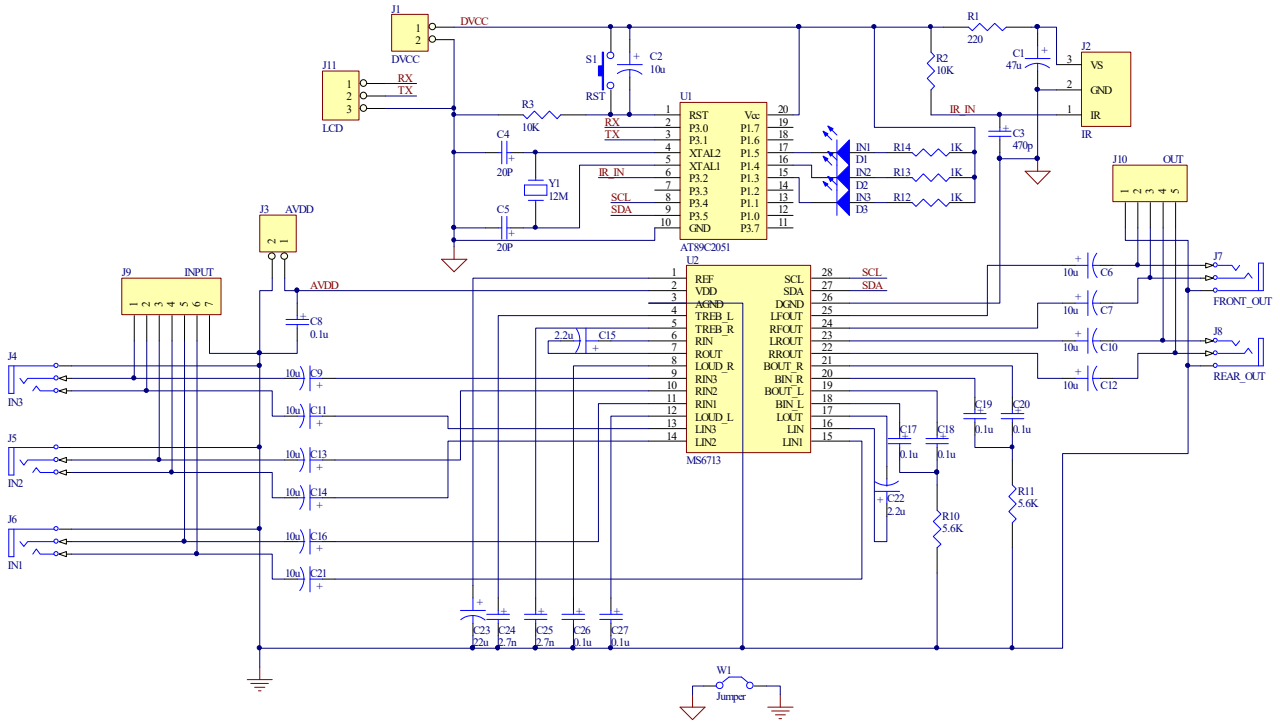 J1
1
2
DVCC
DVCC
J11
1
2
3
LCD
RX
TX
S1
RST
C2
10u
R1
220
R2
10K
C1
47u
J2
3 VS
2 GND
1 IR
IR
IR_IN
C3
470p
R3
10K
C4
20P
C5
20P
Y1
12M
RX
TX
IR_IN
SCL
SDA
U1
1 RST Vcc 20
2 P3.0 P1.7 19
3 P3.1 P1.6 18
4 XTAL2 P1.5 17
5 XTAL1 P1.4 16
6 P3.2 P1.3 15
7 P3.3 P1.2 14
8 P3.4 P1.1 13
9 P3.5 P1.0 12
10 GND P3.7 11
AT89C2051
IN1
D1
IN2
D2
IN3
D3
R14 1K
R13 1K
R12 1K
J10 OUT
1 2 3 4 5
J3 AVDD
2 1
AVDD
J9 INPUT
1 2 3 4 5 6 7
C8
0.1u
U2
1 REF SCL 28
2 VDD SDA 27
3 AGND DGND 26
4 TREB_L LFOUT 25
5 TREB_R RFOUT 24
6 RIN LROUT 23
7 ROUT RROUT 22
8 LOUD_R BOUT_R 21
9 RIN3 BIN_R 20
10 RIN2 BOUT_L 19
11 RIN1 BIN_L 18
12 LOUD_L LOUT 17
13 LIN3 LIN 16
14 LIN2 LIN1 15
MS6713
SCL
SDA
2.2u C15
10u C6
10u C7
10u C10
10u C12
J7
FRONT_OUT
J8
REAR_OUT
J4
IN3
J5
IN2
J6
IN1
10u C9
10u C11
10u C13
10u C14
10u C16
10u C21
C17
0.1u
C18
0.1u
C19
0.1u
C20
0.1u
C22
2.2u
R10
5.6K
R11
5.6K
C23
22u
C24
2.7n
C25
2.7n
C26
0.1u
C27
0.1u
W1
Jumper